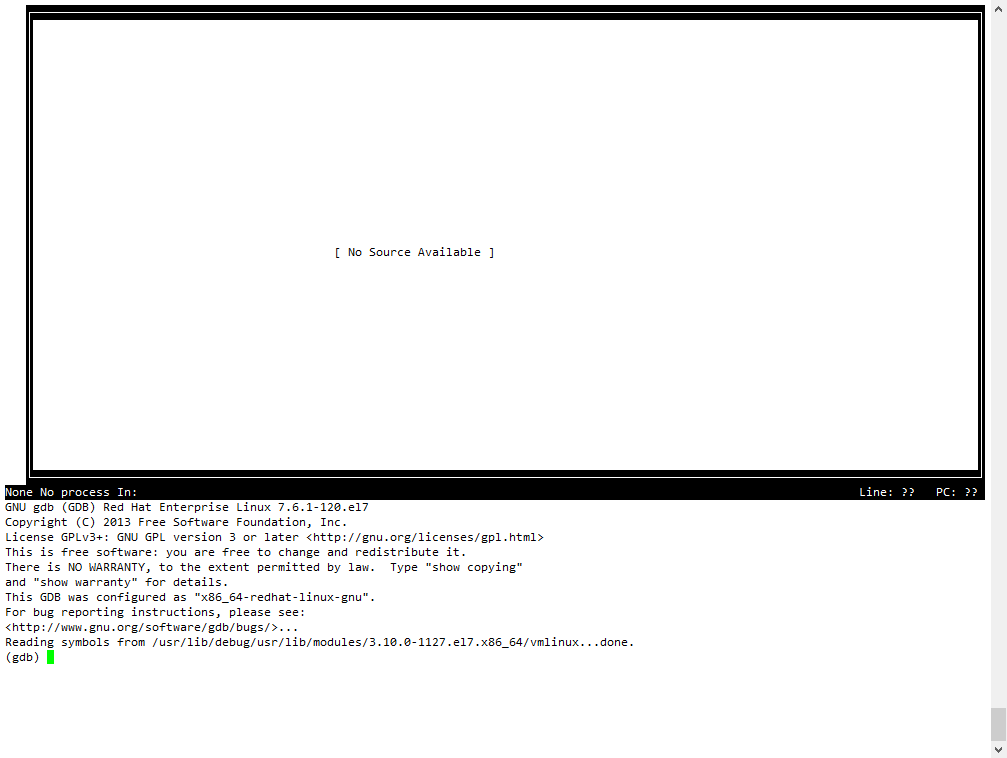 [ No Source Available ]
None No process In: Line: ?? PC: ??
GNU gdb (GDB) Red Hat Enterprise Linux 7.6.1-120.el7
Copyright (C) 2013 Free Software Foundation, Inc.
License GPLv3+: GNU GPL version 3 or later <http://gnu.org/licenses/gpl.html>
This is free software: you are free to change and redistribute it.
There is NO WARRANTY, to the extent permitted by law.  Type "show copying"
and "show warranty" for details.
This GDB was configured as "x86_64-redhat-linux-gnu".
For bug reporting instructions, please see:
<http://www.gnu.org/software/gdb/bugs/>...
Reading symbols from /usr/lib/debug/usr/lib/modules/3.10.0-1127.el7.x86_64/vmlinux...done.
(gdb)